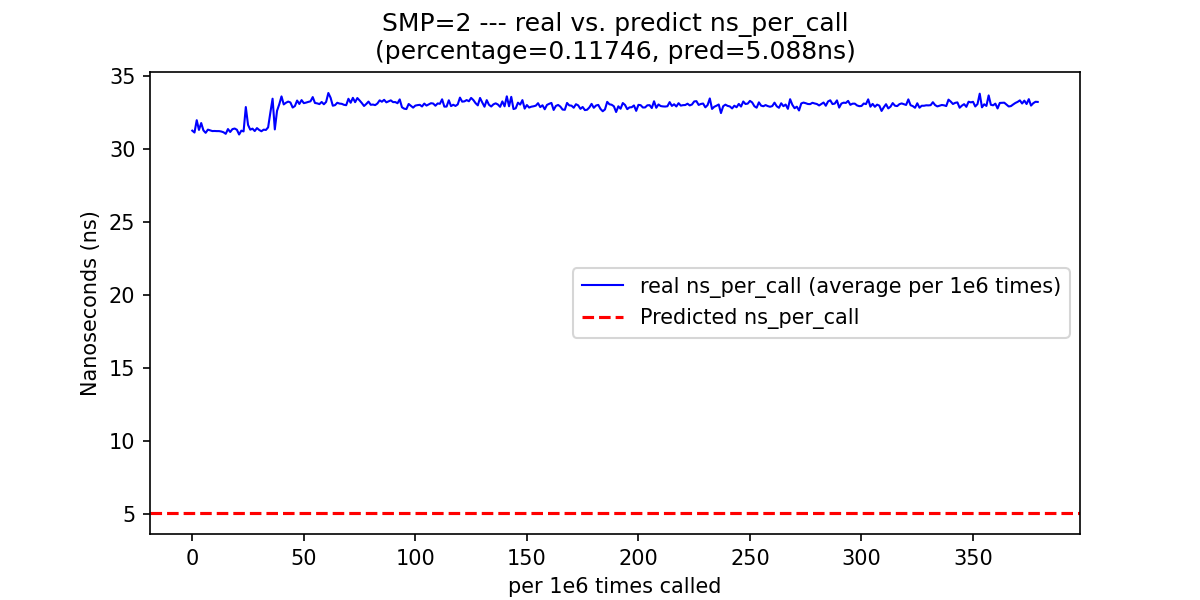 SMP=2 --- real vs. predict ns_per_call
(percentage=0.11746, pred=5.088ns)
35
30
25
20
15
10
5
Nanoseconds (ns)
real ns_per_call (average per 1e6 times)
Predicted ns_per_call
0 50 100 150 200 250 300 350
per 1e6 times called